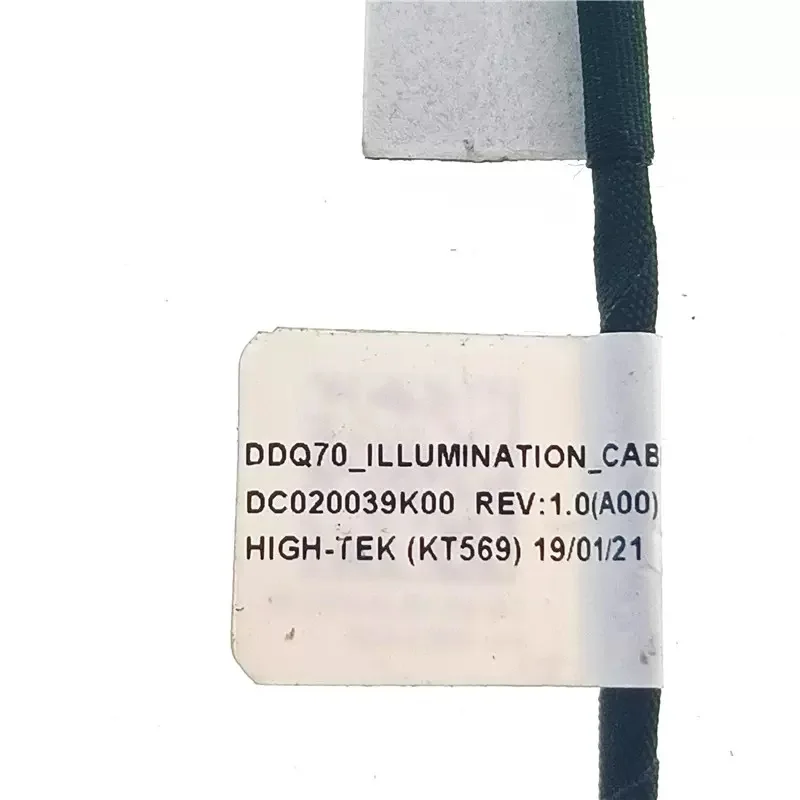 DDQ70_ILLUMINATION_CAB
DC020039K00 REV:1.0(A00)
HIGH-TEK (KT569) 19/01/21